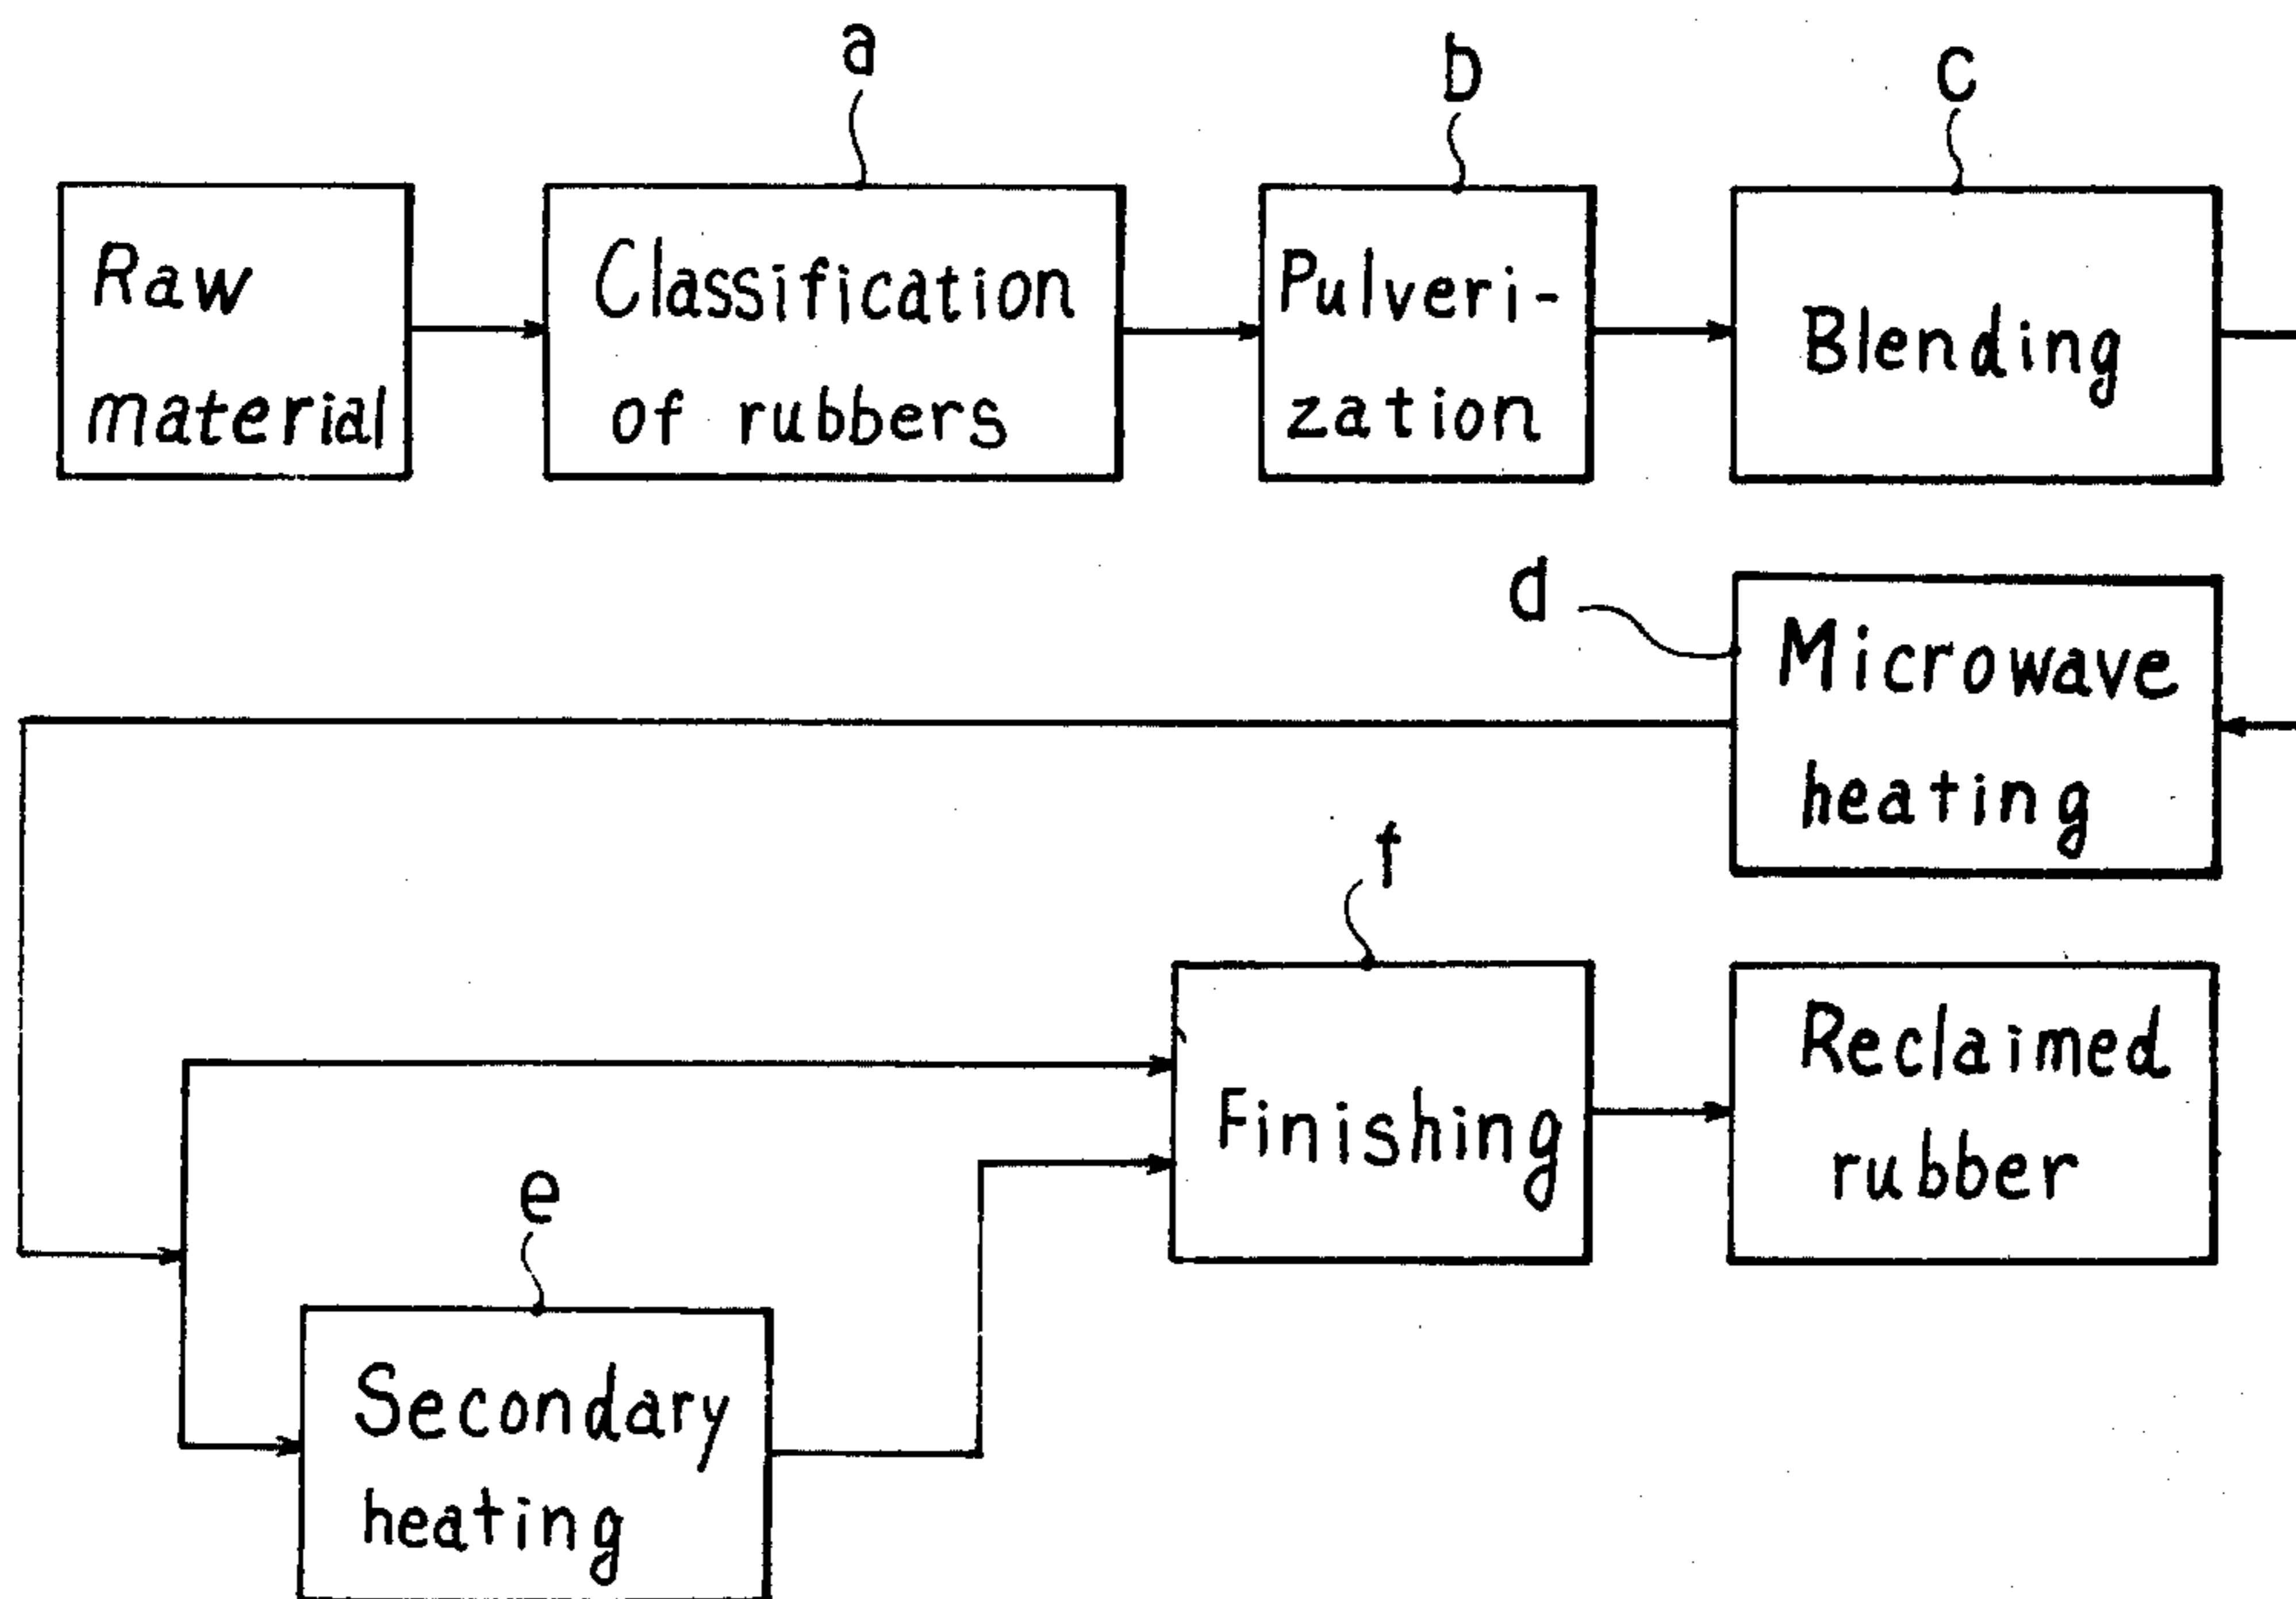 a
b
c
Raw
material
Classification
of rubbers
Pulveri-
zation
Blending
d
Microwave
heating
f
Finishing
Reclaimed
rubber
e
Secondary
heating